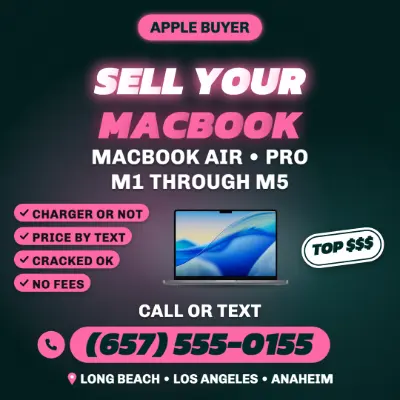 APPLE BUYER
SELL YOUR
MACBOOK
MACBOOK AIR • PRO
M1 THROUGH M5
CHARGER OR NOT
PRICE BY TEXT
CRACKED OK
NO FEES
TOP $$$
CALL OR TEXT
(657) 555-0155
LONG BEACH • LOS ANGELES • ANAHEIM